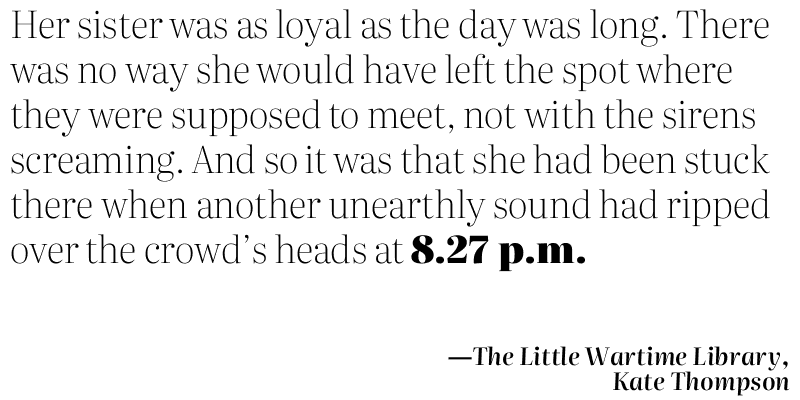 Her sister was as loyal as the day was long. There
was no way she would have left the spot where
they were supposed to meet, not with the sirens
screaming. And so it was that she had been stuck
there when another unearthly sound had ripped
over the crowd’s heads at 8.27 p.m.
—The Little Wartime Library,
Kate Thompson